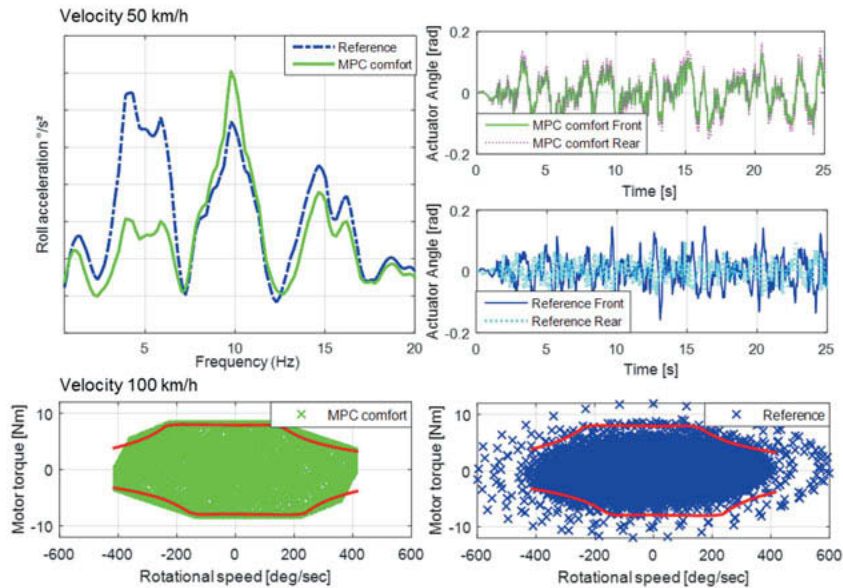 Velocity 50 km/h
Reference
MPC comfort
Roll acceleration °/s²
5
10
15
20
Frequency (Hz)
0.2
0
-0.2
Actuator Angle [rad]
MPC comfort Front
MPC comfort Rear
0
5
10
15
20
25
Time [s]
0.2
0
-0.2
Actuator Angle [rad]
Reference Front
Reference Rear
0
5
10
15
20
25
Time [s]
Velocity 100 km/h
10
0
-10
Motor torque [Nm]
MPC comfort
-600
-400
-200
0
200
400
600
Rotational speed [deg/sec]
10
0
-10
Motor torque [Nm]
Reference
-600
-400
-200
0
200
400
600
Rotational speed [deg/sec]